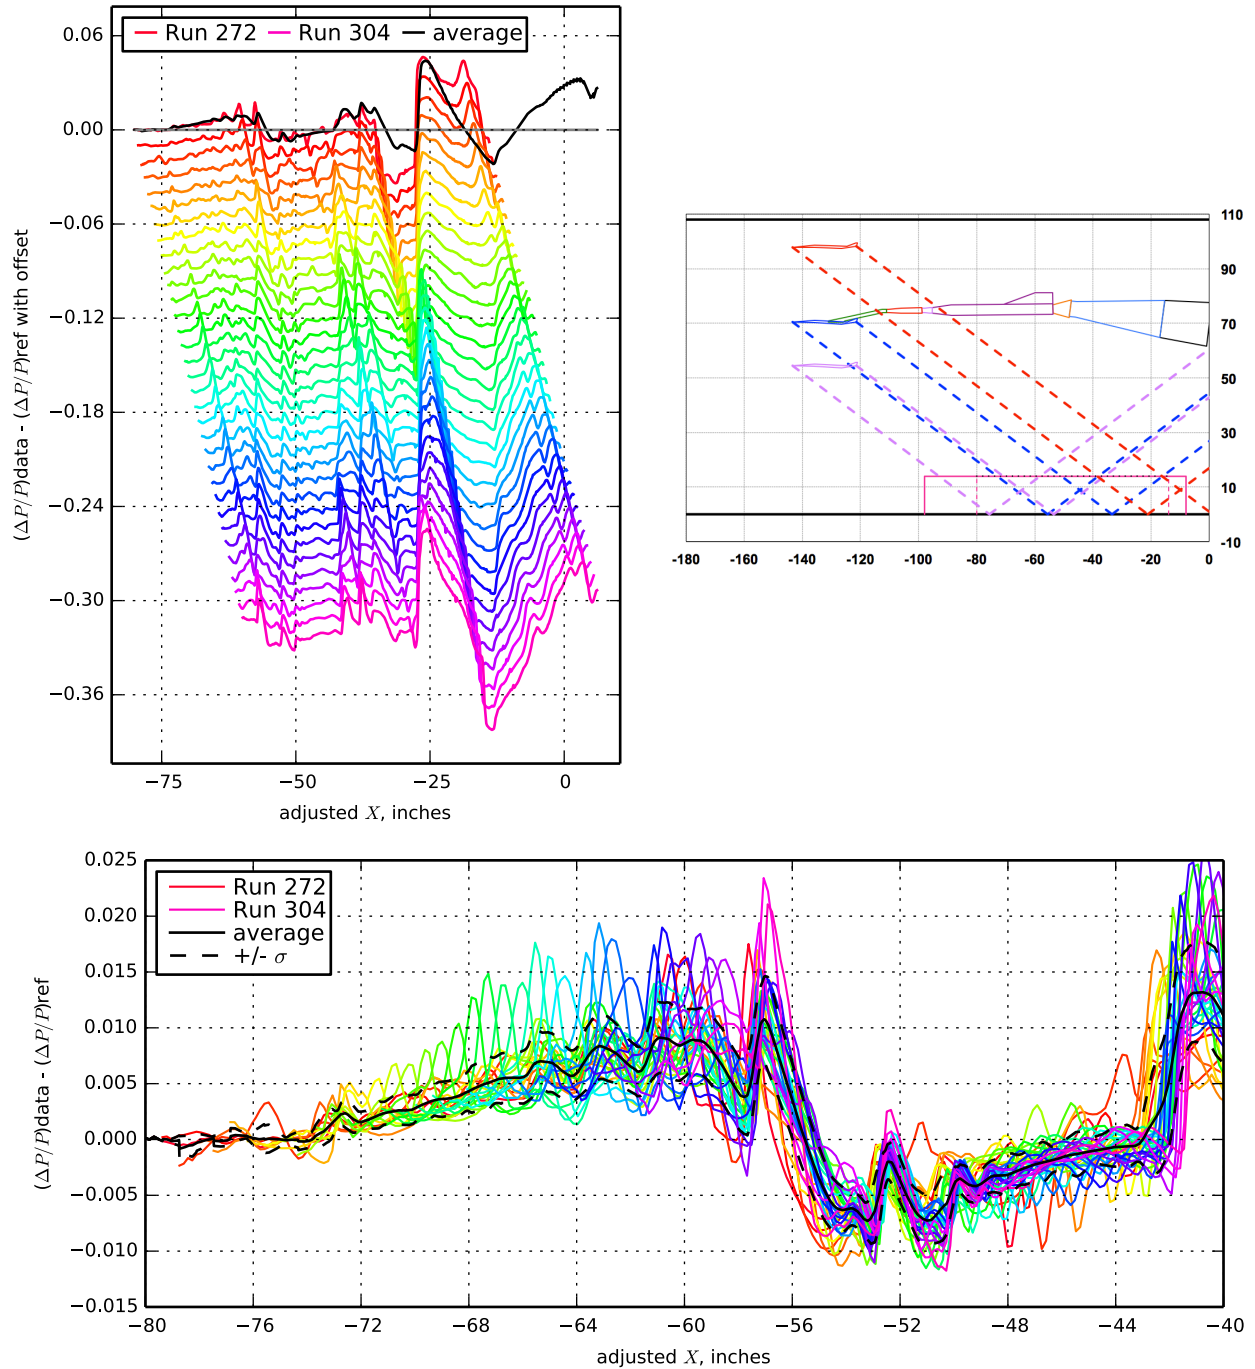 Run 272 Run 304 average
0.06
0.00
−0.06
−0.12
−0.18
−0.24
−0.30
−0.36
(ΔP/P)data - (ΔP/P)ref with offset
−75 −50 −25 0
adjusted X, inches
110
90
70
50
30
10
-10
-180 -160 -140 -120 -100 -80 -60 -40 -20 0
0.025
0.020
0.015
0.010
0.005
0.000
−0.005
−0.010
−0.015
(ΔP/P)data - (ΔP/P)ref
Run 272
Run 304
average
+/- σ
−80 −76 −72 −68 −64 −60 −56 −52 −48 −44 −40
adjusted X, inches